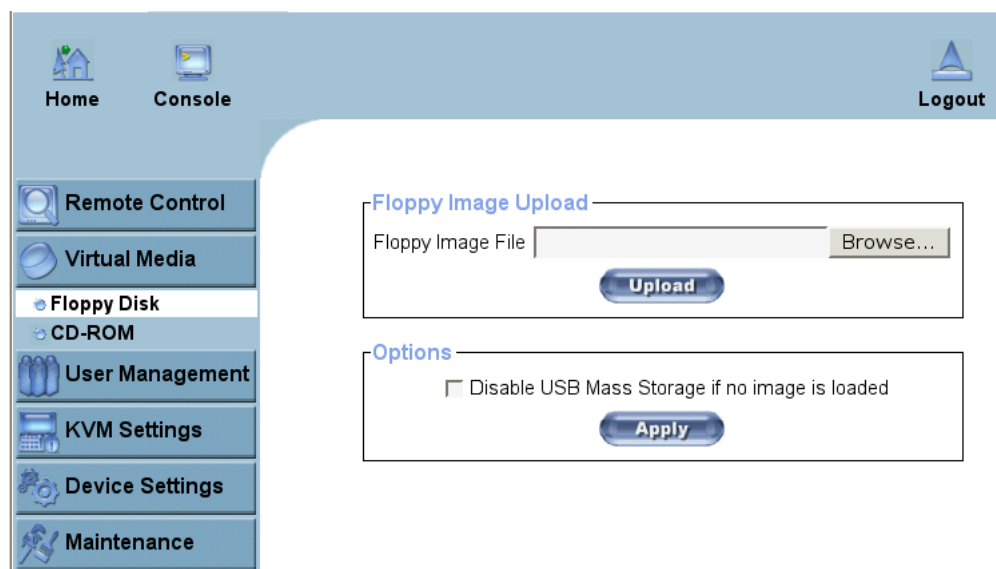 Home
Console
Logout
Remote Control
Virtual Media
Floppy Disk
CD-ROM
User Management
KVM Settings
Device Settings
Maintenance
Floppy Image Upload
Floppy Image File
Browse...
Upload
Options
Disable USB Mass Storage if no image is loaded
Apply